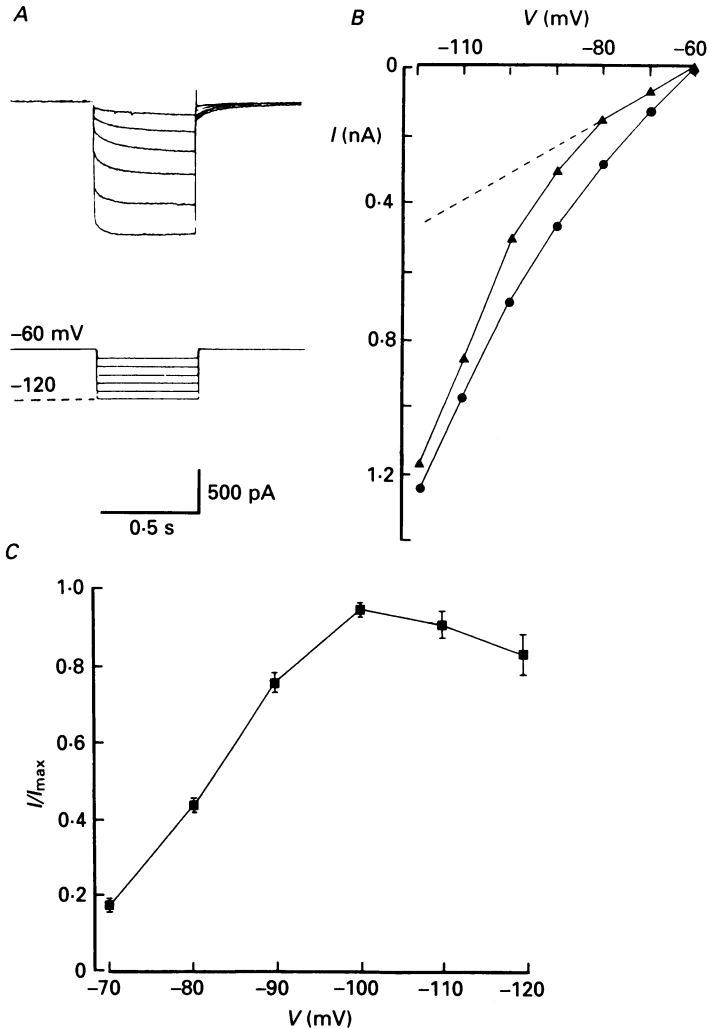 A
–60 mV
–120
500 pA
0·5 s
B
V (mV)
–110 –80 –60
0
I (nA)
0·4
0·8
1·2
C
1·0
0·8
0·6
0·4
0·2
0
I/Imax
–70 –80 –90 –100 –110 –120
V (mV)